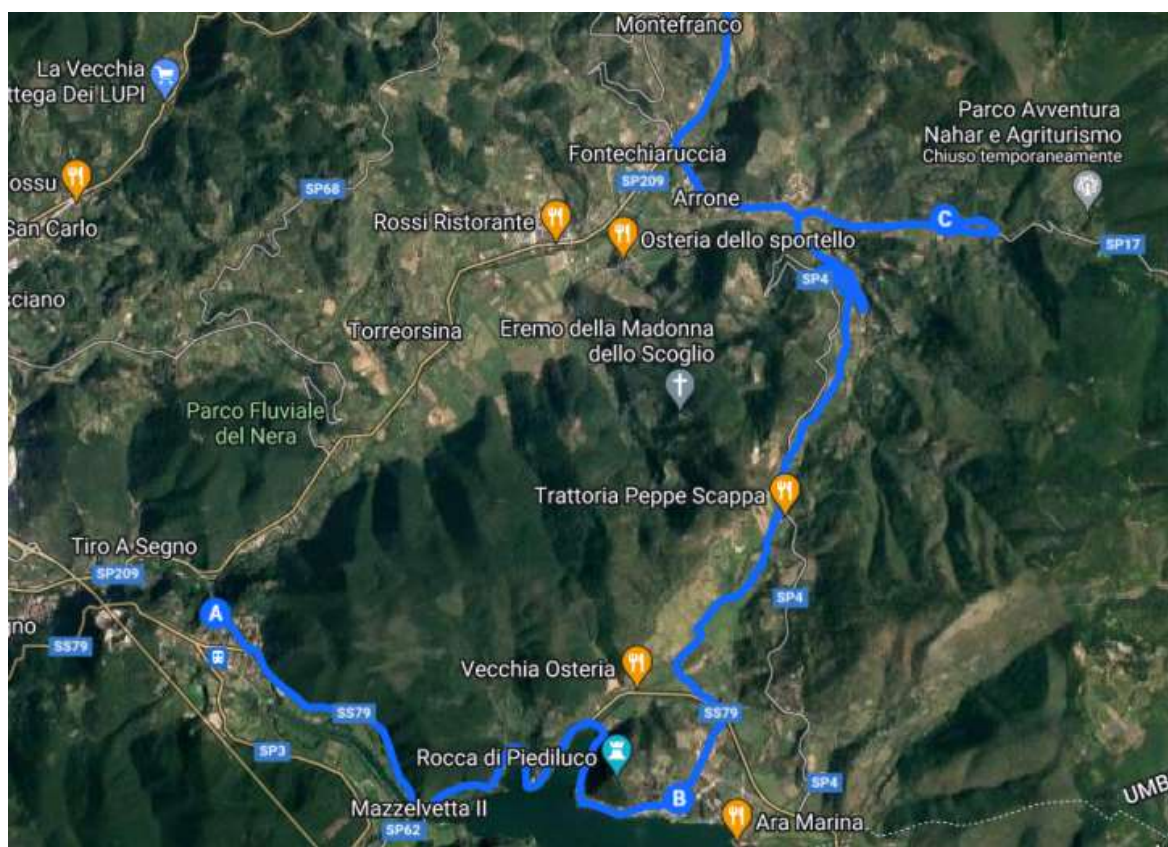 Montefranco
La Vecchia
ttega Dei LUPI
Parco Avventura
Nahar e Agriturismo
Chiuso temporaneamente
Fontechiaruccia
ossu
SP209
SP68
Arrone
San Carlo
Rossi Ristorante
Osteria dello sportello
C
SP17
SP4
sciano
Torreorsina
Eremo della Madonna
dello Scoglio
Parco Fluviale
del Nera
Trattoria Peppe Scappa
Tiro A Segno
SP209
SP4
A
gno
SS79
Vecchia Osteria
SS79
SS79
SP3
Rocca di Piediluco
SP4
UMB
B
Mazzelvetta II
SP62
Ara Marina